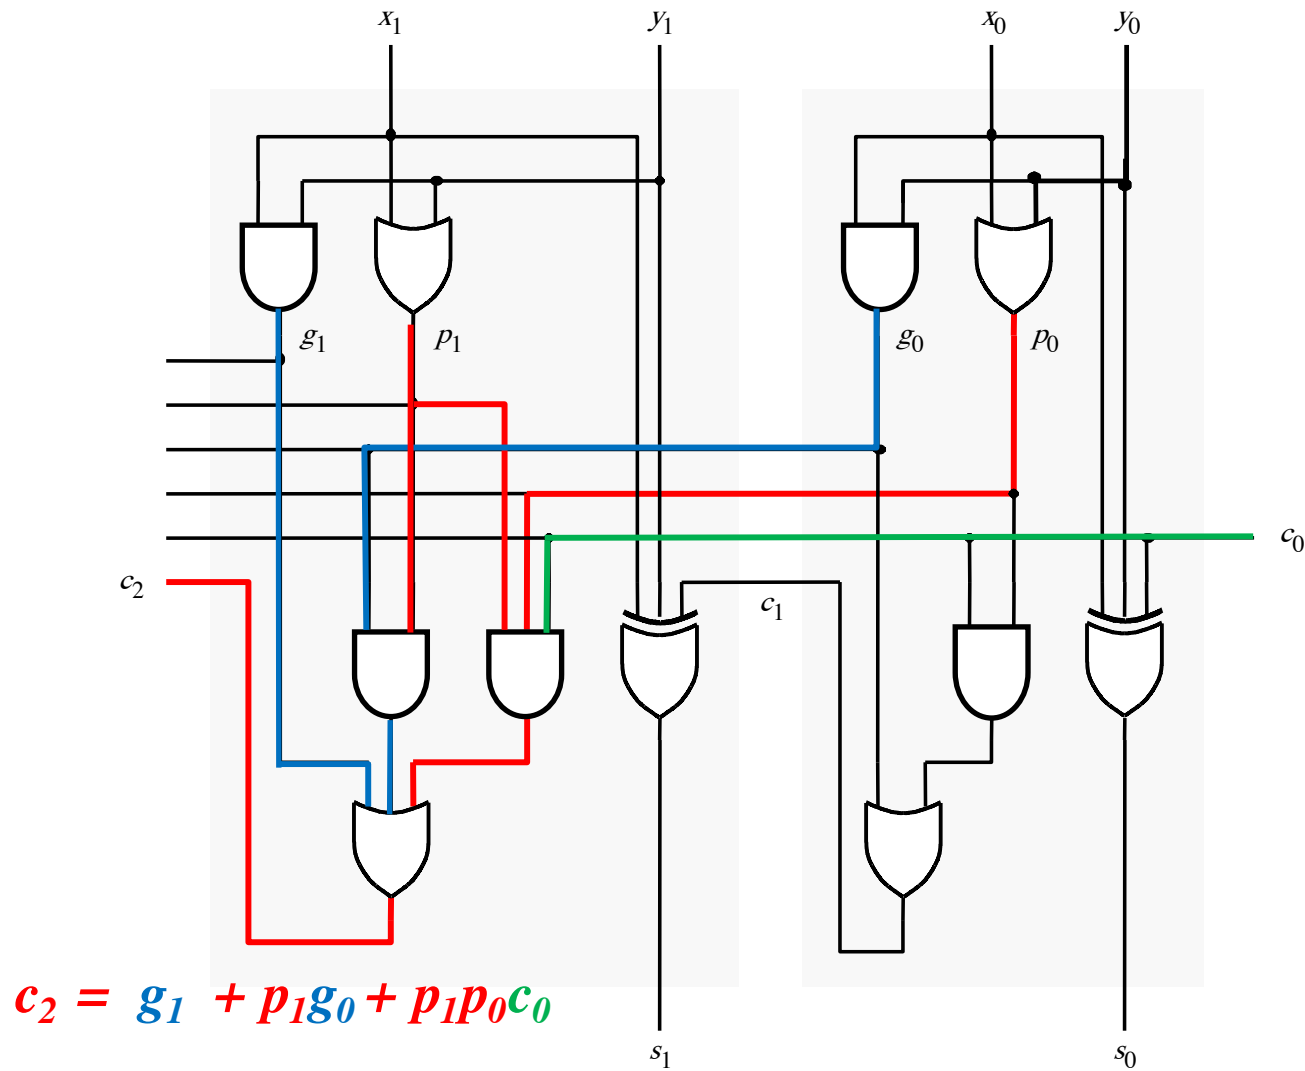 x1 y1 x0 y0
g1 p1 g0 p0
c0
c2 c1
c2 = g1 + p1g0 + p1p0c0
s1 s0